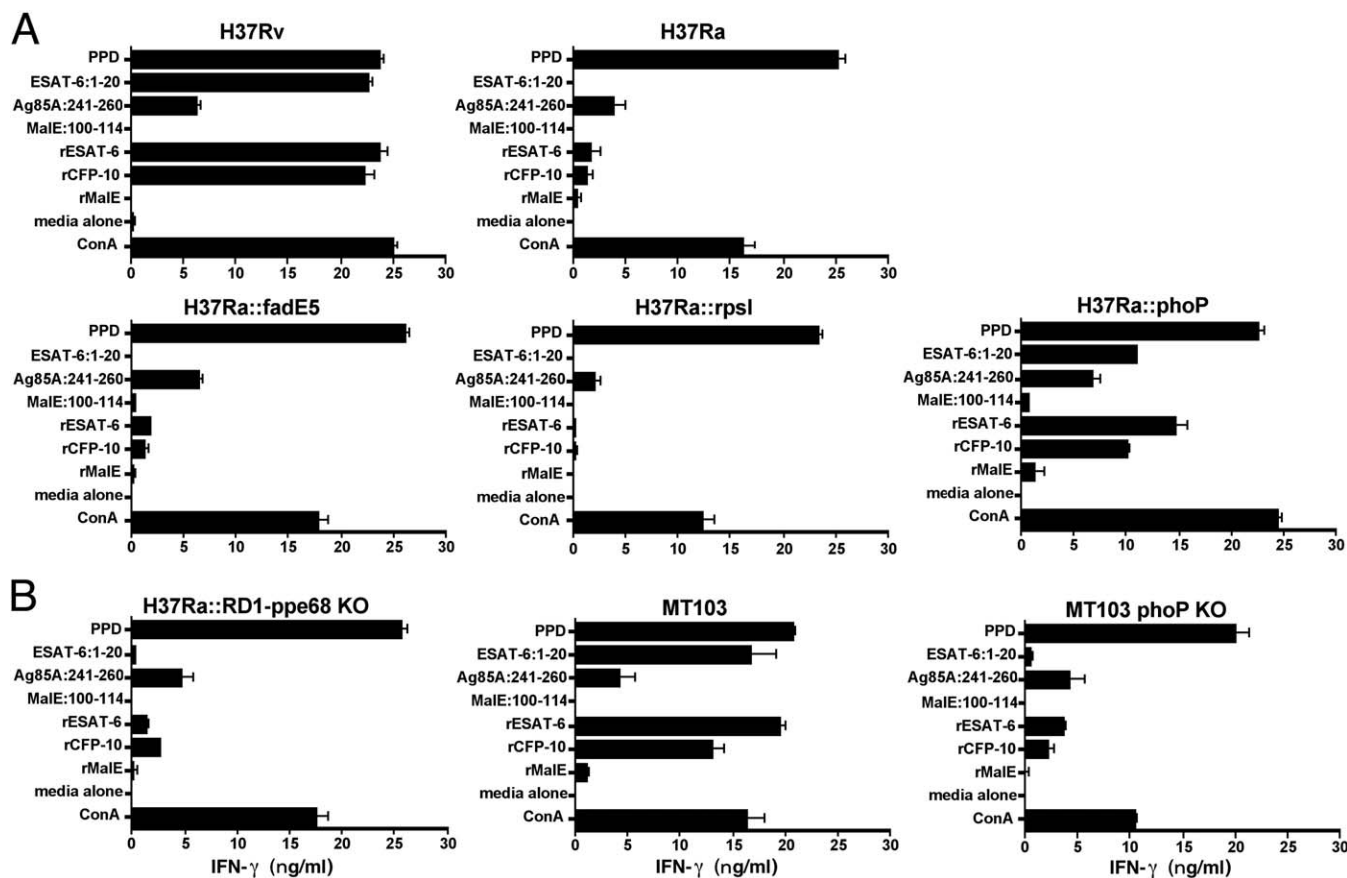 A
H37Rv
PPD
ESAT-6:1-20
Ag85A:241-260
MalE:100-114
rESAT-6
rCFP-10
rMalE
media alone
ConA
0 5 10 15 20 25 30
H37Ra
PPD
ESAT-6:1-20
Ag85A:241-260
MalE:100-114
rESAT-6
rCFP-10
rMalE
media alone
ConA
0 5 10 15 20 25 30
H37Ra::fadE5
PPD
ESAT-6:1-20
Ag85A:241-260
MalE:100-114
rESAT-6
rCFP-10
rMalE
media alone
ConA
0 5 10 15 20 25 30
H37Ra::rpsl
PPD
ESAT-6:1-20
Ag85A:241-260
MalE:100-114
rESAT-6
rCFP-10
rMalE
media alone
ConA
0 5 10 15 20 25 30
H37Ra::phoP
PPD
ESAT-6:1-20
Ag85A:241-260
MalE:100-114
rESAT-6
rCFP-10
rMalE
media alone
ConA
0 5 10 15 20 25 30
B
H37Ra::RD1-ppe68 KO
PPD
ESAT-6:1-20
Ag85A:241-260
MalE:100-114
rESAT-6
rCFP-10
rMalE
media alone
ConA
0 5 10 15 20 25 30
IFN-γ (ng/ml)
MT103
PPD
ESAT-6:1-20
Ag85A:241-260
MalE:100-114
rESAT-6
rCFP-10
rMalE
media alone
ConA
0 5 10 15 20 25 30
IFN-γ (ng/ml)
MT103 phoP KO
PPD
ESAT-6:1-20
Ag85A:241-260
MalE:100-114
rESAT-6
rCFP-10
rMalE
media alone
ConA
0 5 10 15 20 25 30
IFN-γ (ng/ml)